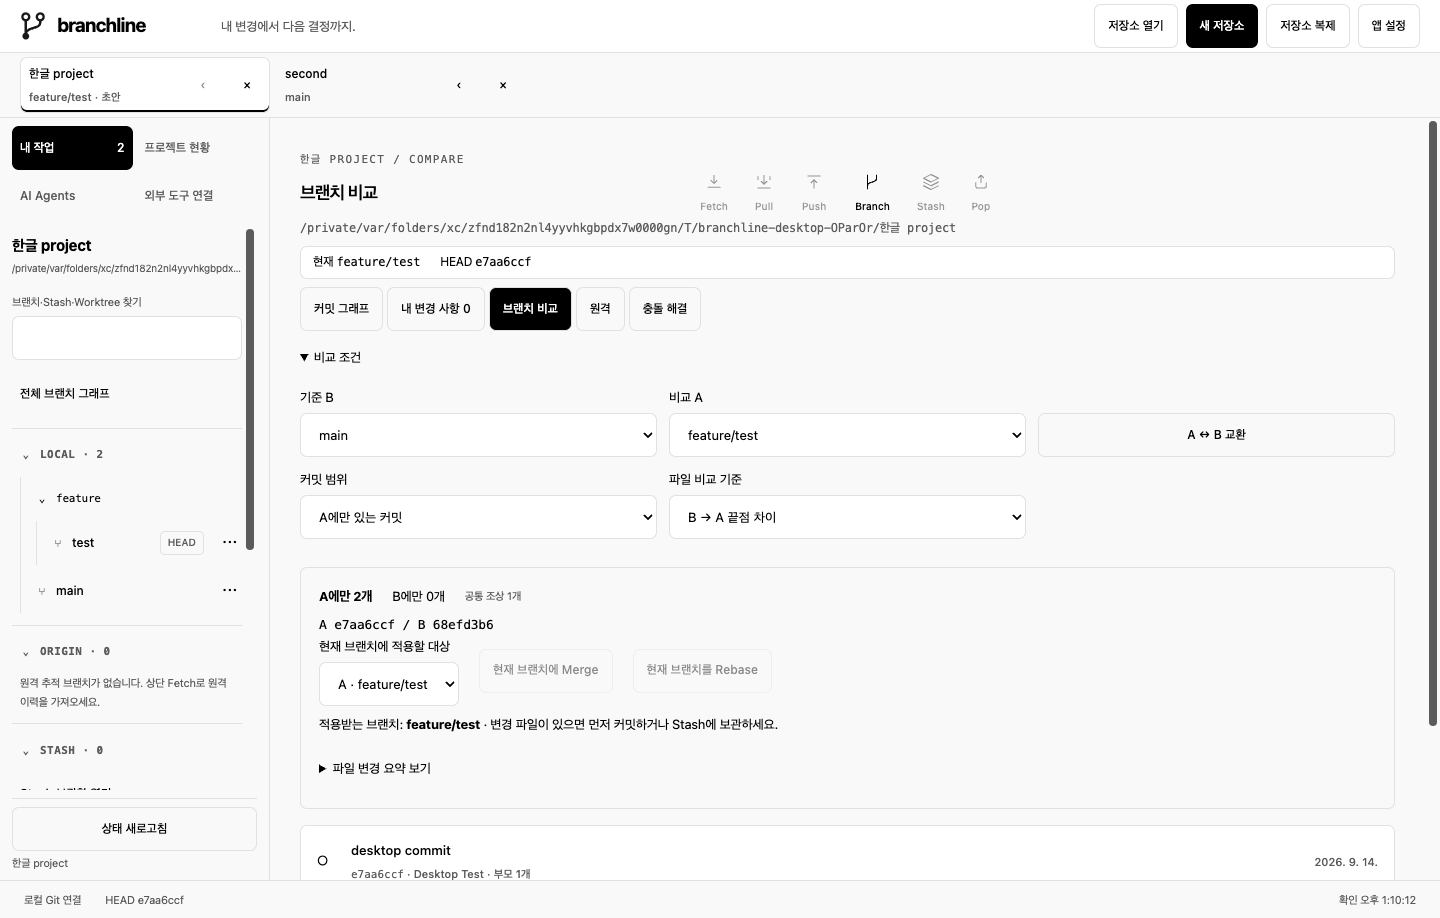 branchline
내 변경에서 다음 결정까지.
저장소 열기
새 저장소
저장소 복제
앱 설정
한글 project
feature/test · 초안
‹
×
second
main
‹
×
내 작업 2
프로젝트 현황
AI Agents
외부 도구 연결
한글 project
/private/var/folders/xc/zfnd182n2nl4yyvhkgbpdx...
브랜치·Stash·Worktree 찾기
전체 브랜치 그래프
LOCAL · 2
feature
test HEAD ···
main ···
ORIGIN · 0
원격 추적 브랜치가 없습니다. 상단 Fetch로 원격
이력을 가져오세요.
STASH · 0
상태 새로고침
한글 project
한글 PROJECT / COMPARE
브랜치 비교
Fetch
Pull
Push
Branch
Stash
Pop
/private/var/folders/xc/zfnd182n2nl4yyvhkgbpdx7w0000gn/T/branchline-desktop-OParOr/한글 project
현재 feature/test HEAD e7aa6ccf
커밋 그래프
내 변경 사항 0
브랜치 비교
원격
충돌 해결
▼ 비교 조건
기준 B
main
비교 A
feature/test
A ↔ B 교환
커밋 범위
A에만 있는 커밋
파일 비교 기준
B → A 끝점 차이
A에만 2개 B에만 0개 공통 조상 1개
A e7aa6ccf / B 68efd3b6
현재 브랜치에 적용할 대상
A · feature/test
현재 브랜치에 Merge
현재 브랜치를 Rebase
적용받는 브랜치: feature/test · 변경 파일이 있으면 먼저 커밋하거나 Stash에 보관하세요.
▶ 파일 변경 요약 보기
desktop commit
e7aa6ccf · Desktop Test · 부모 1개
2026. 9. 14.
로컬 Git 연결
HEAD e7aa6ccf
확인 오후 1:10:12